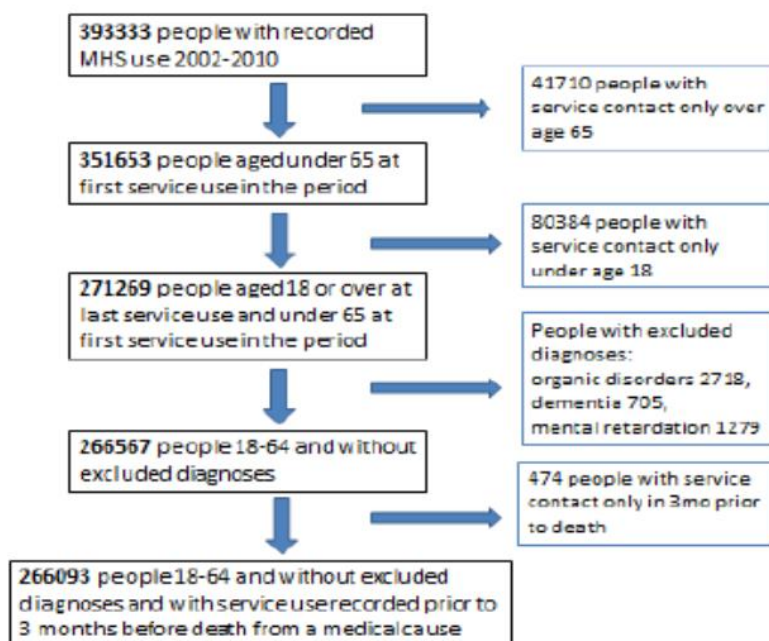 393333 people with recorded
MHS use 2002-2010
41710 people with
service contact only over
age 65
351653 people aged under 65 at
first service use in the period
80384 people with
service contact only
under age 18
271269 people aged 18 or over at
last service use and under 65 at
first service use in the period
People with excluded
diagnoses:
organic disorders 2718,
dementia 705,
mental retardation 1279
266567 people 18-64 and without
excluded diagnoses
474 people with service
contact only in 3mo prior
to death
266093 people 18-64 and without excluded
diagnoses and with service use recorded prior to
3 months before death from a medical cause